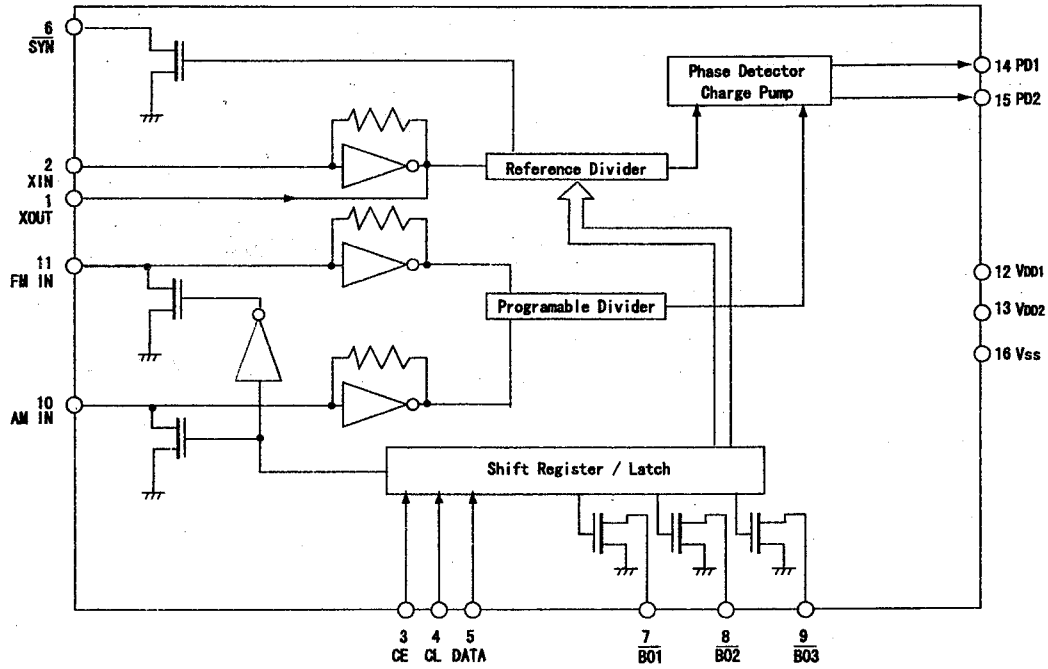 6
SYN
2
XIN
1
XOUT
11
FM IN
10
AM IN
Phase Detector
Charge Pump
14 PD1
15 PD2
Reference Divider
Programable Divider
12 VDD1
13 VDD2
16 Vss
Shift Register / Latch
3
CE
4
CL
5
DATA
7
BO1
8
BO2
9
BO3